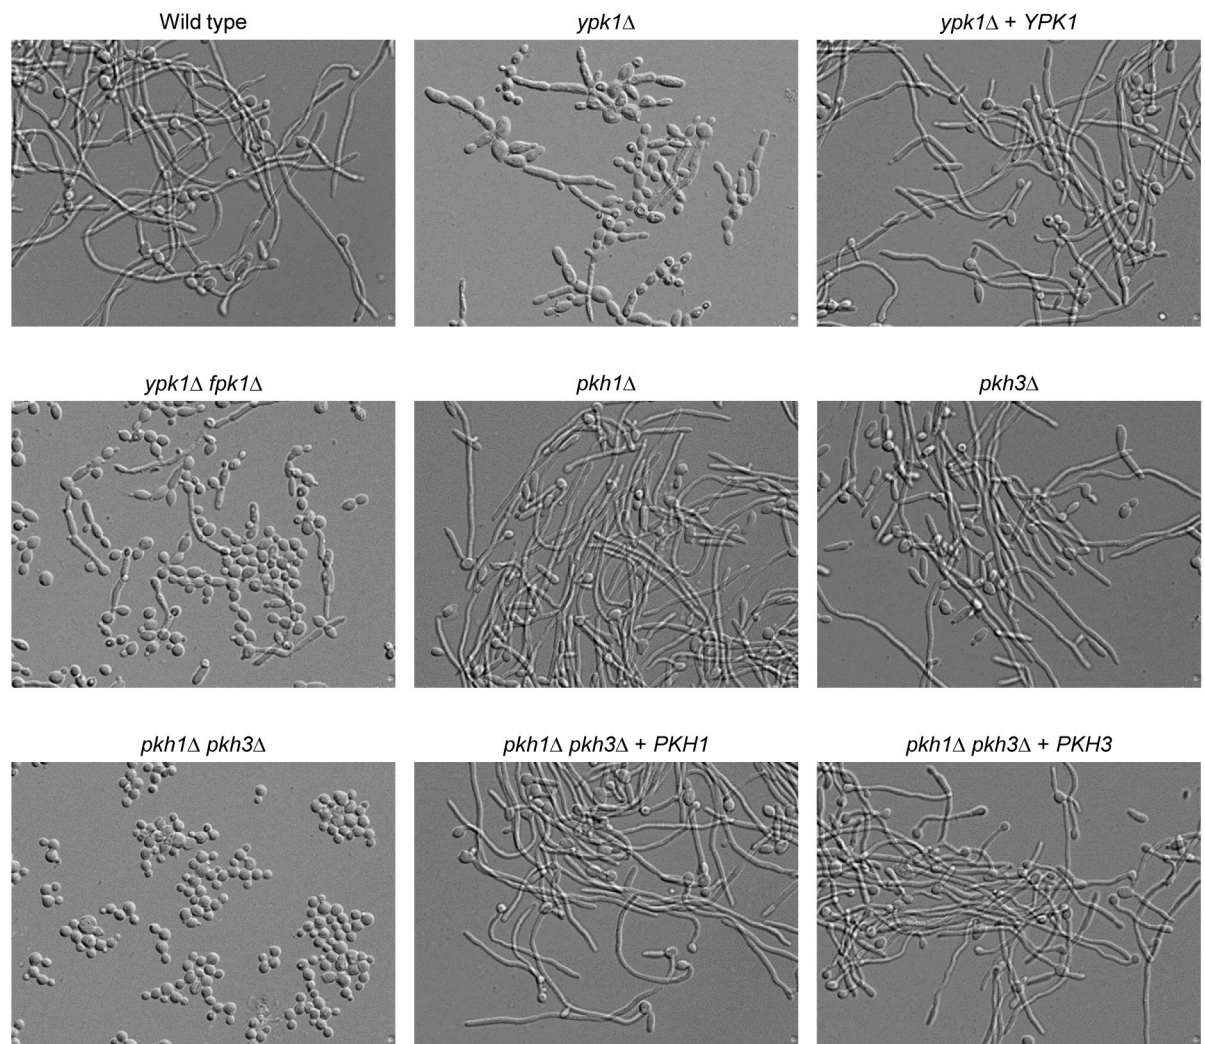 Wild type
ypk1Δ
ypk1Δ + YPK1
ypk1Δ fpk1Δ
pkh1Δ
pkh3Δ
pkh1Δ pkh3Δ
pkh1Δ pkh3Δ + PKH1
pkh1Δ pkh3Δ + PKH3